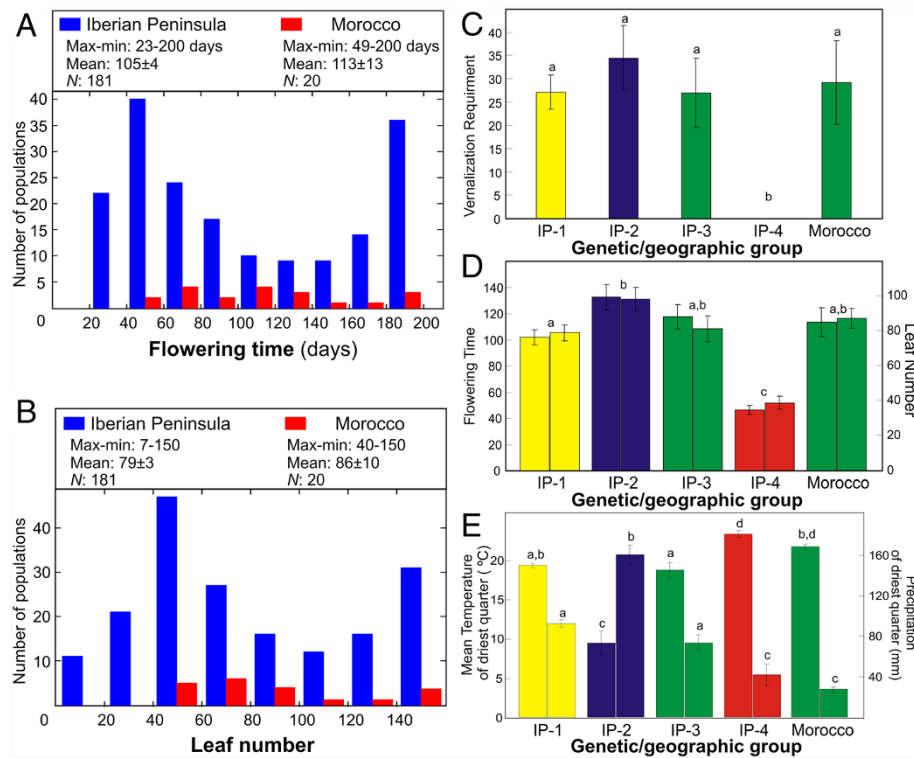 A
Iberian Peninsula Morocco
Max-min: 23-200 days Max-min: 49-200 days
Mean: 105±4 Mean: 113±13
N: 181 N: 20
Number of populations
40
35
30
25
20
15
10
5
0
20 40 60 80 100 120 140 160 180 200
Flowering time (days)
B
Iberian Peninsula Morocco
Max-min: 7-150 Max-min: 40-150
Mean: 79±3 Mean: 86±10
N: 181 N: 20
Number of populations
40
30
20
10
0
20 40 60 80 100 120 140
Leaf number
C
Vernalization Requirment
40
35
30
25
35
15
10
5
0
a a a b a
IP-1 IP-2 IP-3 IP-4 Morocco
Genetic/geographic group
D
Flowering Time
140
120
100
80
60
40
20
0
a b a,b c a,b
100
80
60
40
20
0
Leaf Number
IP-1 IP-2 IP-3 IP-4 Morocco
Genetic/geographic group
E
Mean Temperature
of driest quarter ( ºC)
20
15
10
5
0
a,b a c b a a d c b,d c
160
120
80
40
Precipitation
of driest quarter (mm)
IP-1 IP-2 IP-3 IP-4 Morocco
Genetic/geographic group